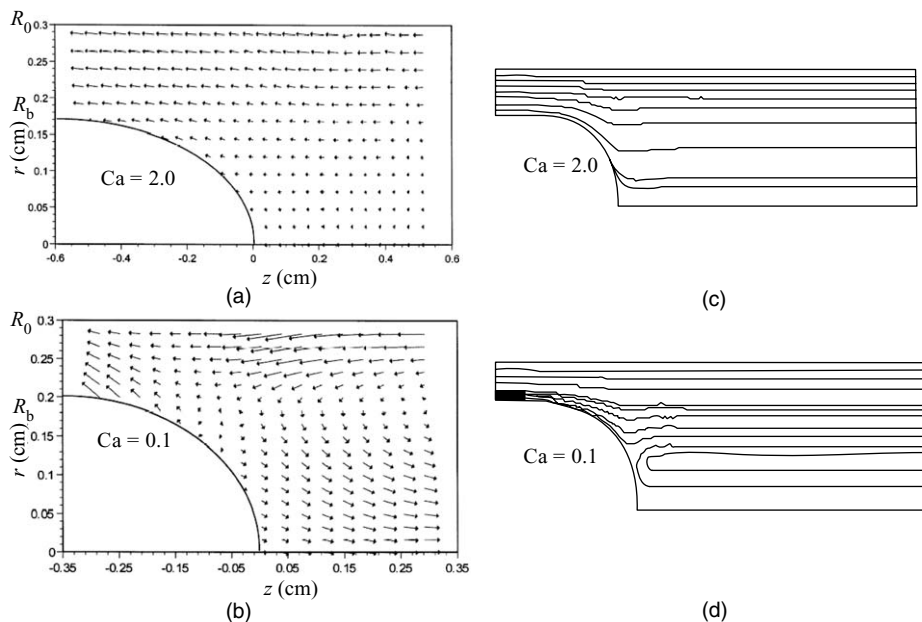 R0 0.3
0.25
0.2
Rb
r (cm)
0.15
0.1
0.05
0
Ca = 2.0
-0.6 -0.4 -0.2 0 0.2 0.4 0.6
z (cm)
(a)
Ca = 2.0
(c)
R0 0.3
0.25
0.2
Rb
r (cm)
0.15
0.1
0.05
0
Ca = 0.1
-0.35 -0.25 -0.15 -0.05 0.05 0.15 0.25 0.35
z (cm)
(b)
Ca = 0.1
(d)